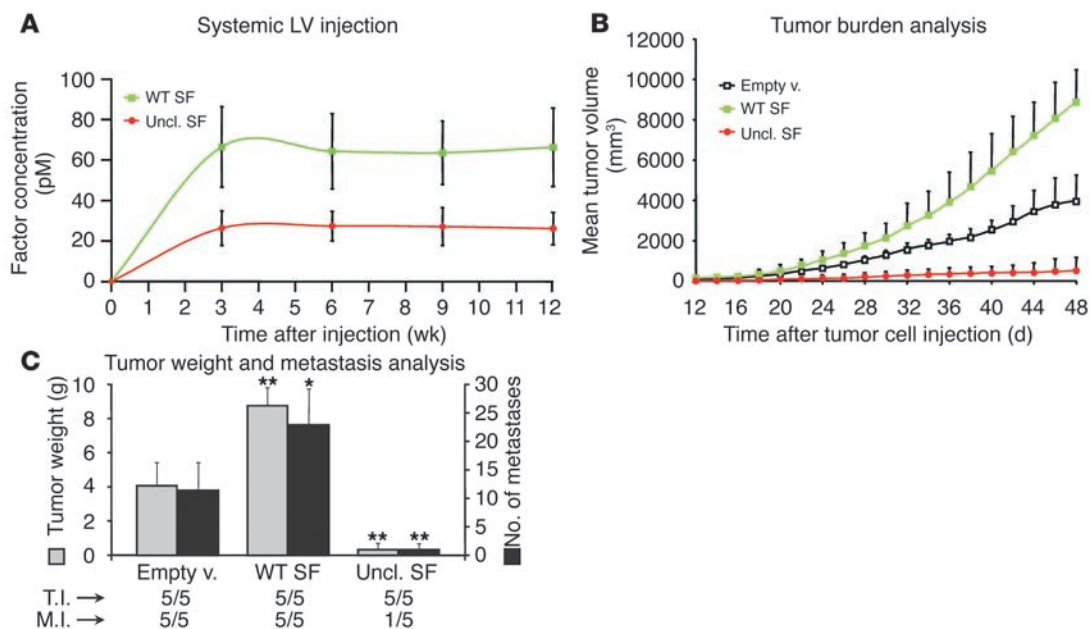 A Systemic LV injection
100
80
60
40
20
0
Factor concentration
(pM)
WT SF
Uncl. SF
0 1 2 3 4 5 6 7 8 9 10 11 12
Time after injection (wk)
B Tumor burden analysis
12000
10000
8000
6000
4000
2000
0
Mean tumor volume
(mm³)
Empty v.
WT SF
Uncl. SF
12 16 20 24 28 32 36 40 44 48
Time after tumor cell injection (d)
C Tumor weight and metastasis analysis
10
8
6
4
2
0
Tumor weight (g)
** *
** **
30
25
20
15
10
5
0
No. of metastases
Empty v. WT SF Uncl. SF
T.I. → 5/5 5/5 5/5
M.I. → 5/5 5/5 1/5